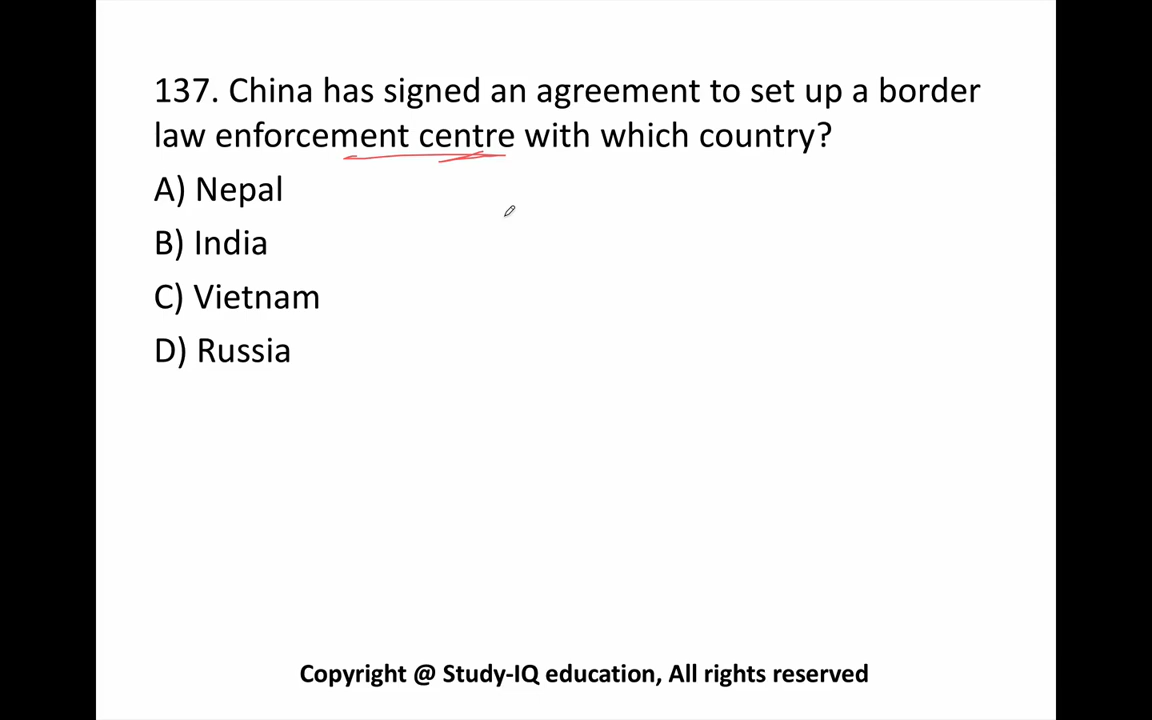 137. China has signed an agreement to set up a border
law enforcement centre with which country?
A) Nepal
B) India
C) Vietnam
D) Russia
Copyright @ Study-IQ education, All rights reserved